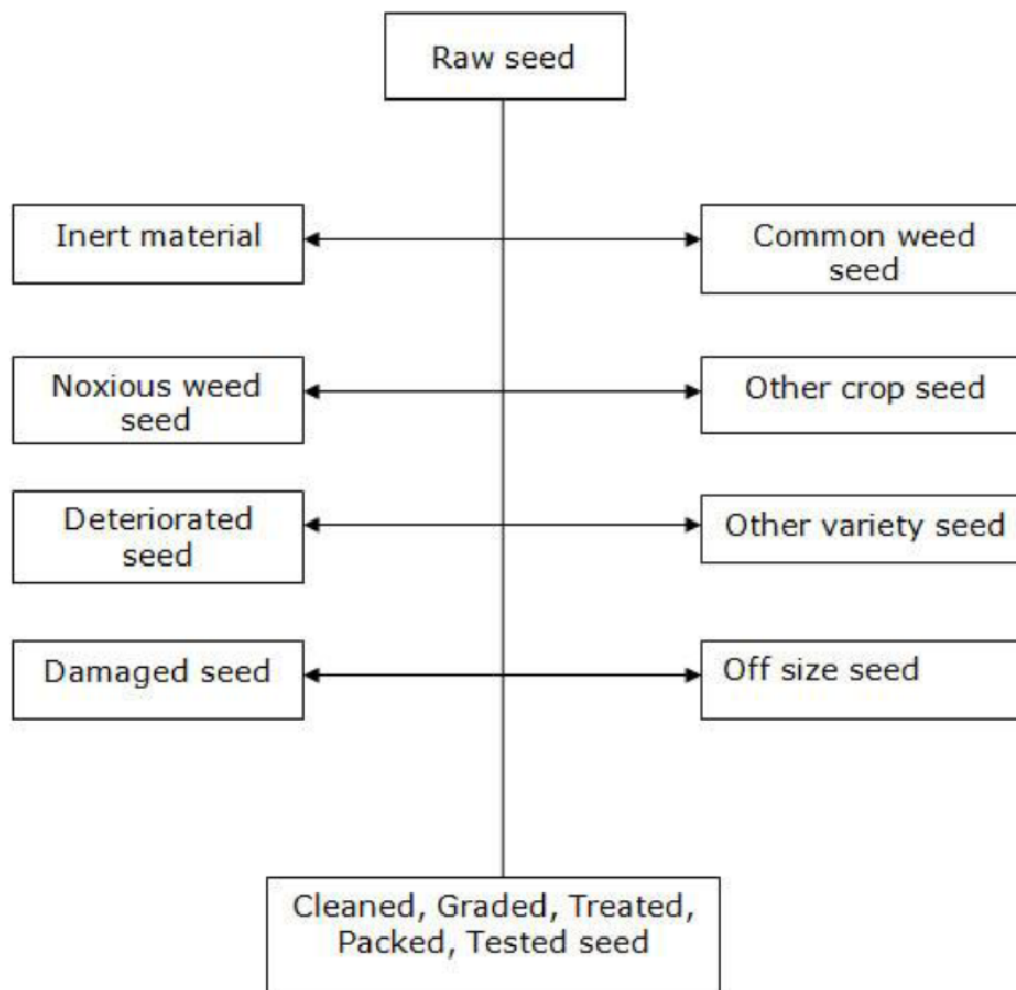 Raw seed
Inert material
Common weed
seed
Noxious weed
seed
Other crop seed
Deteriorated
seed
Other variety seed
Damaged seed
Off size seed
Cleaned, Graded, Treated,
Packed, Tested seed